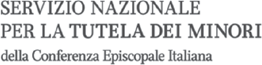 SERVIZIO NAZIONALE
PER LA TUTELA DEI MINORI
della Conferenza Episcopale Italiana